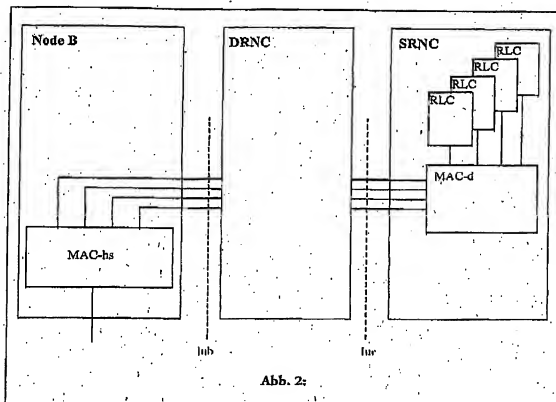 Node B
DRNC
SRNC
RLC
RLC
RLC
RLC
MAC-d
MAC-hs
Iub
Iur
Abb. 2: